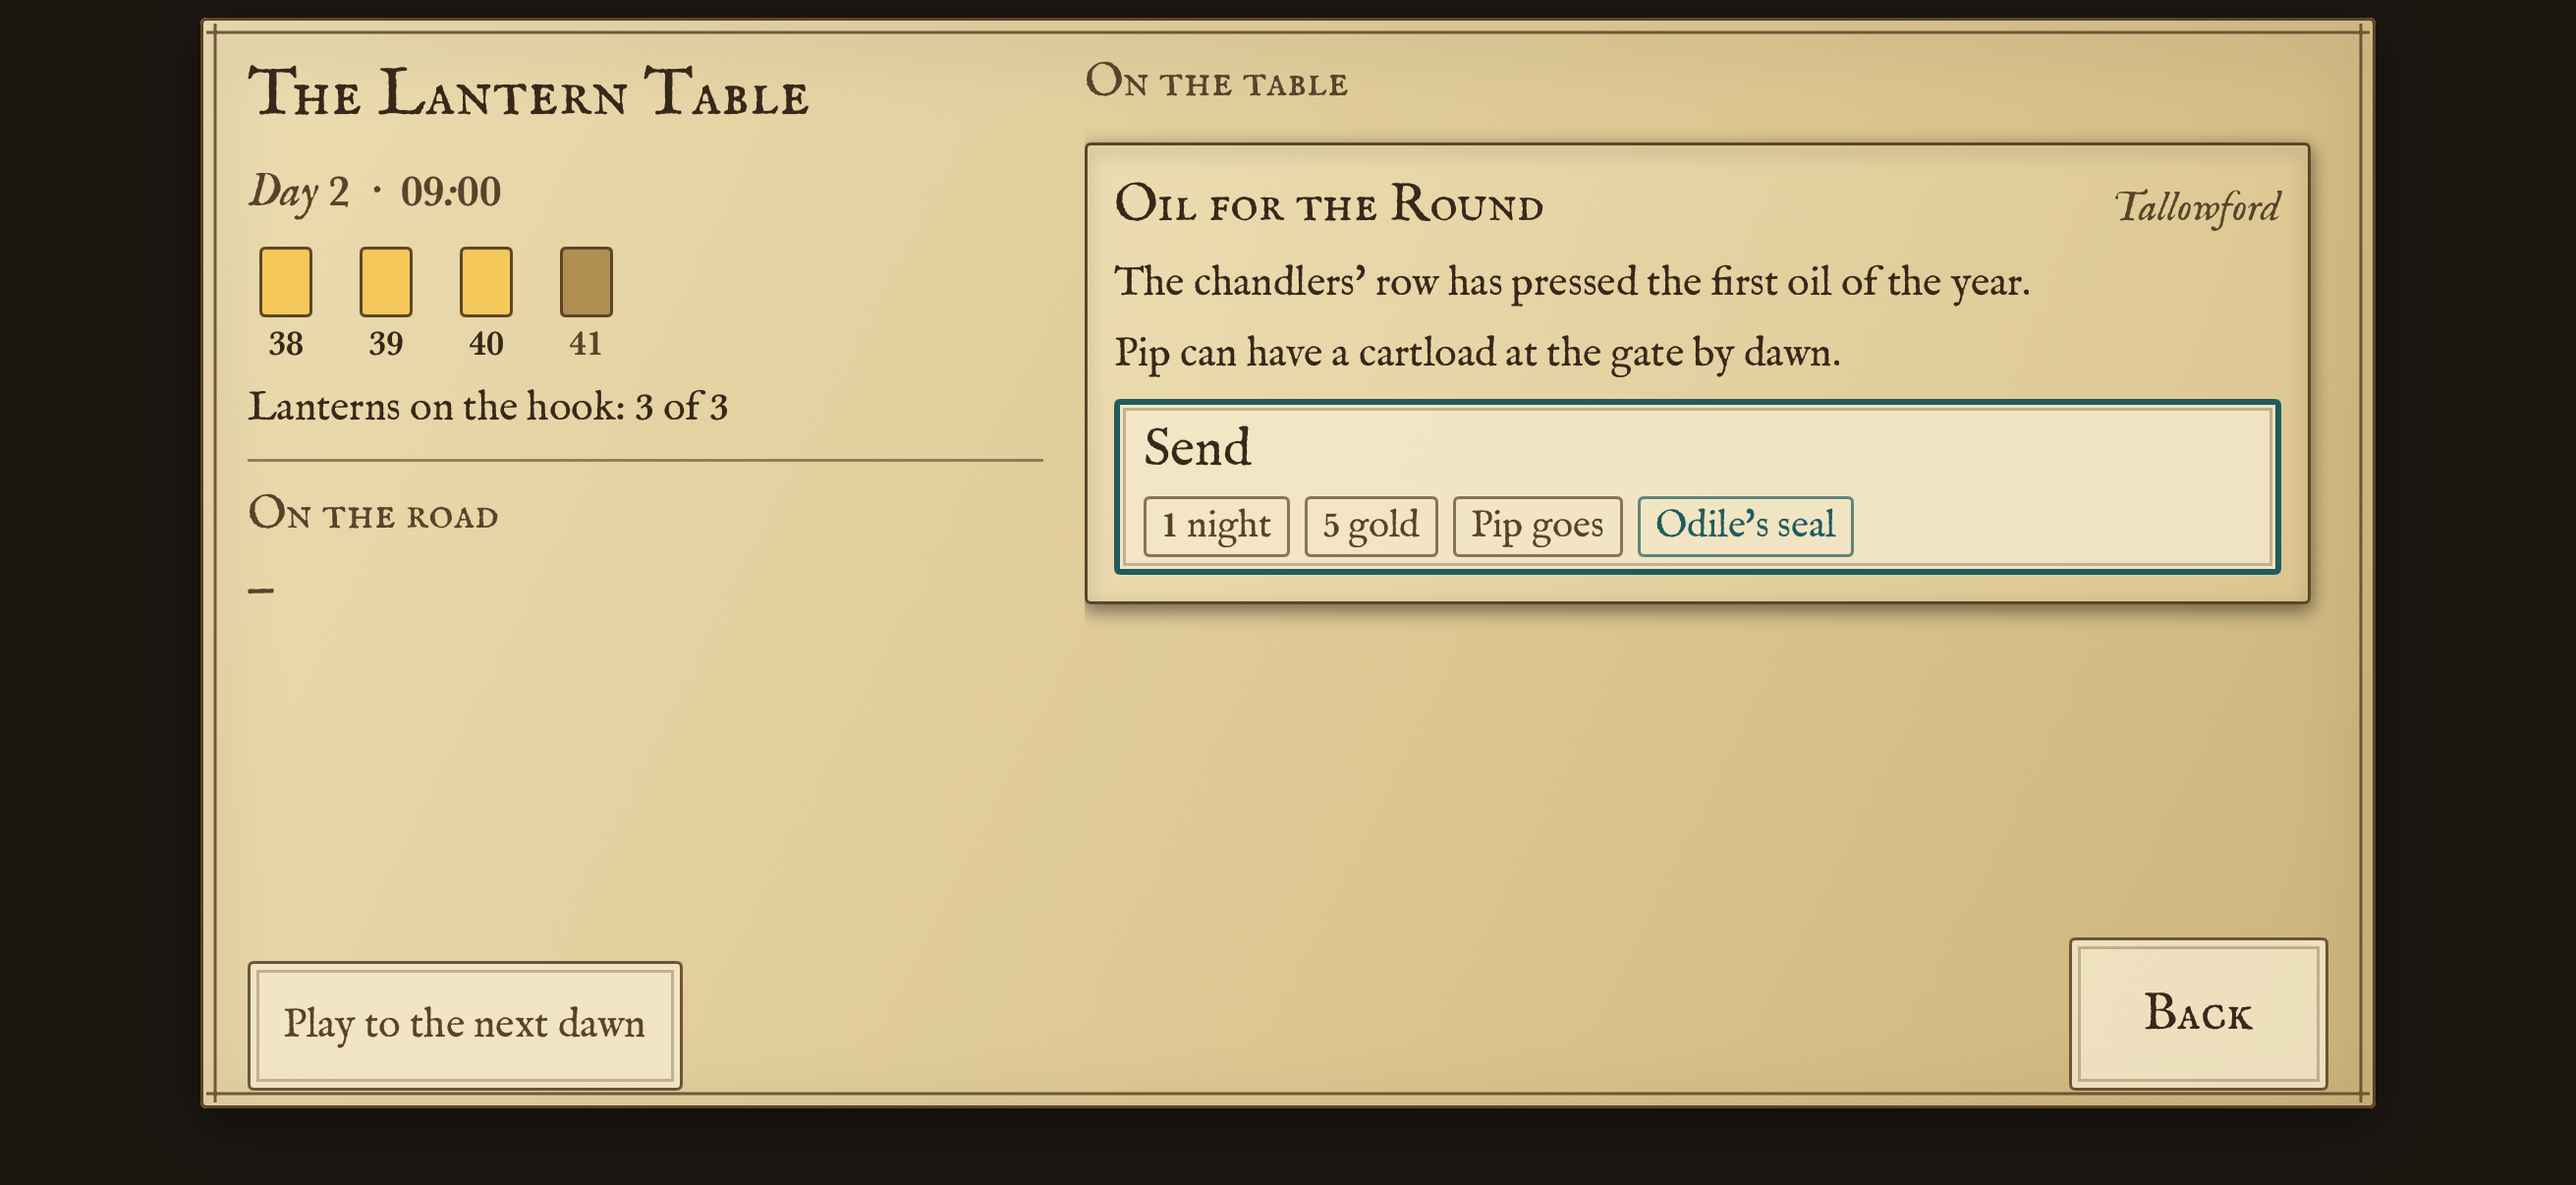 The Lantern Table
Day 2 · 09:00
38 39 40 41
Lanterns on the hook: 3 of 3
On the road
–
Play to the next dawn
On the table
Oil for the Round
Tallowford
The chandlers’ row has pressed the first oil of the year.
Pip can have a cartload at the gate by dawn.
Send
1 night 5 gold Pip goes Odile’s seal
Back